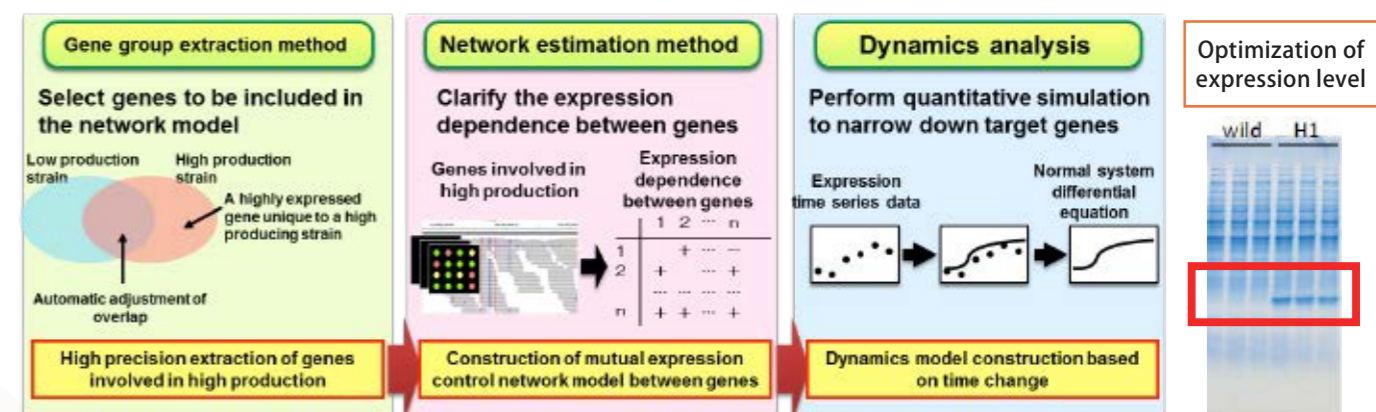 Gene group extraction method
Select genes to be included in
the network model
Low production
strain
High production
strain
A highly expressed
gene unique to a high
producing strain
Automatic adjustment of
overlap
High precision extraction of genes
involved in high production
Network estimation method
Clarify the expression
dependence between genes
Genes involved in
high production
Expression
dependence
between genes
1 2 ... n
1 + ... ...
2 + ... +
... ... ... ...
n + + ... +
Construction of mutual expression
control network model between genes
Dynamics analysis
Perform quantitative simulation
to narrow down target genes
Expression
time series data
Normal system
differential
equation
Dynamics model construction based
on time change
Optimization of
expression level
wild H1